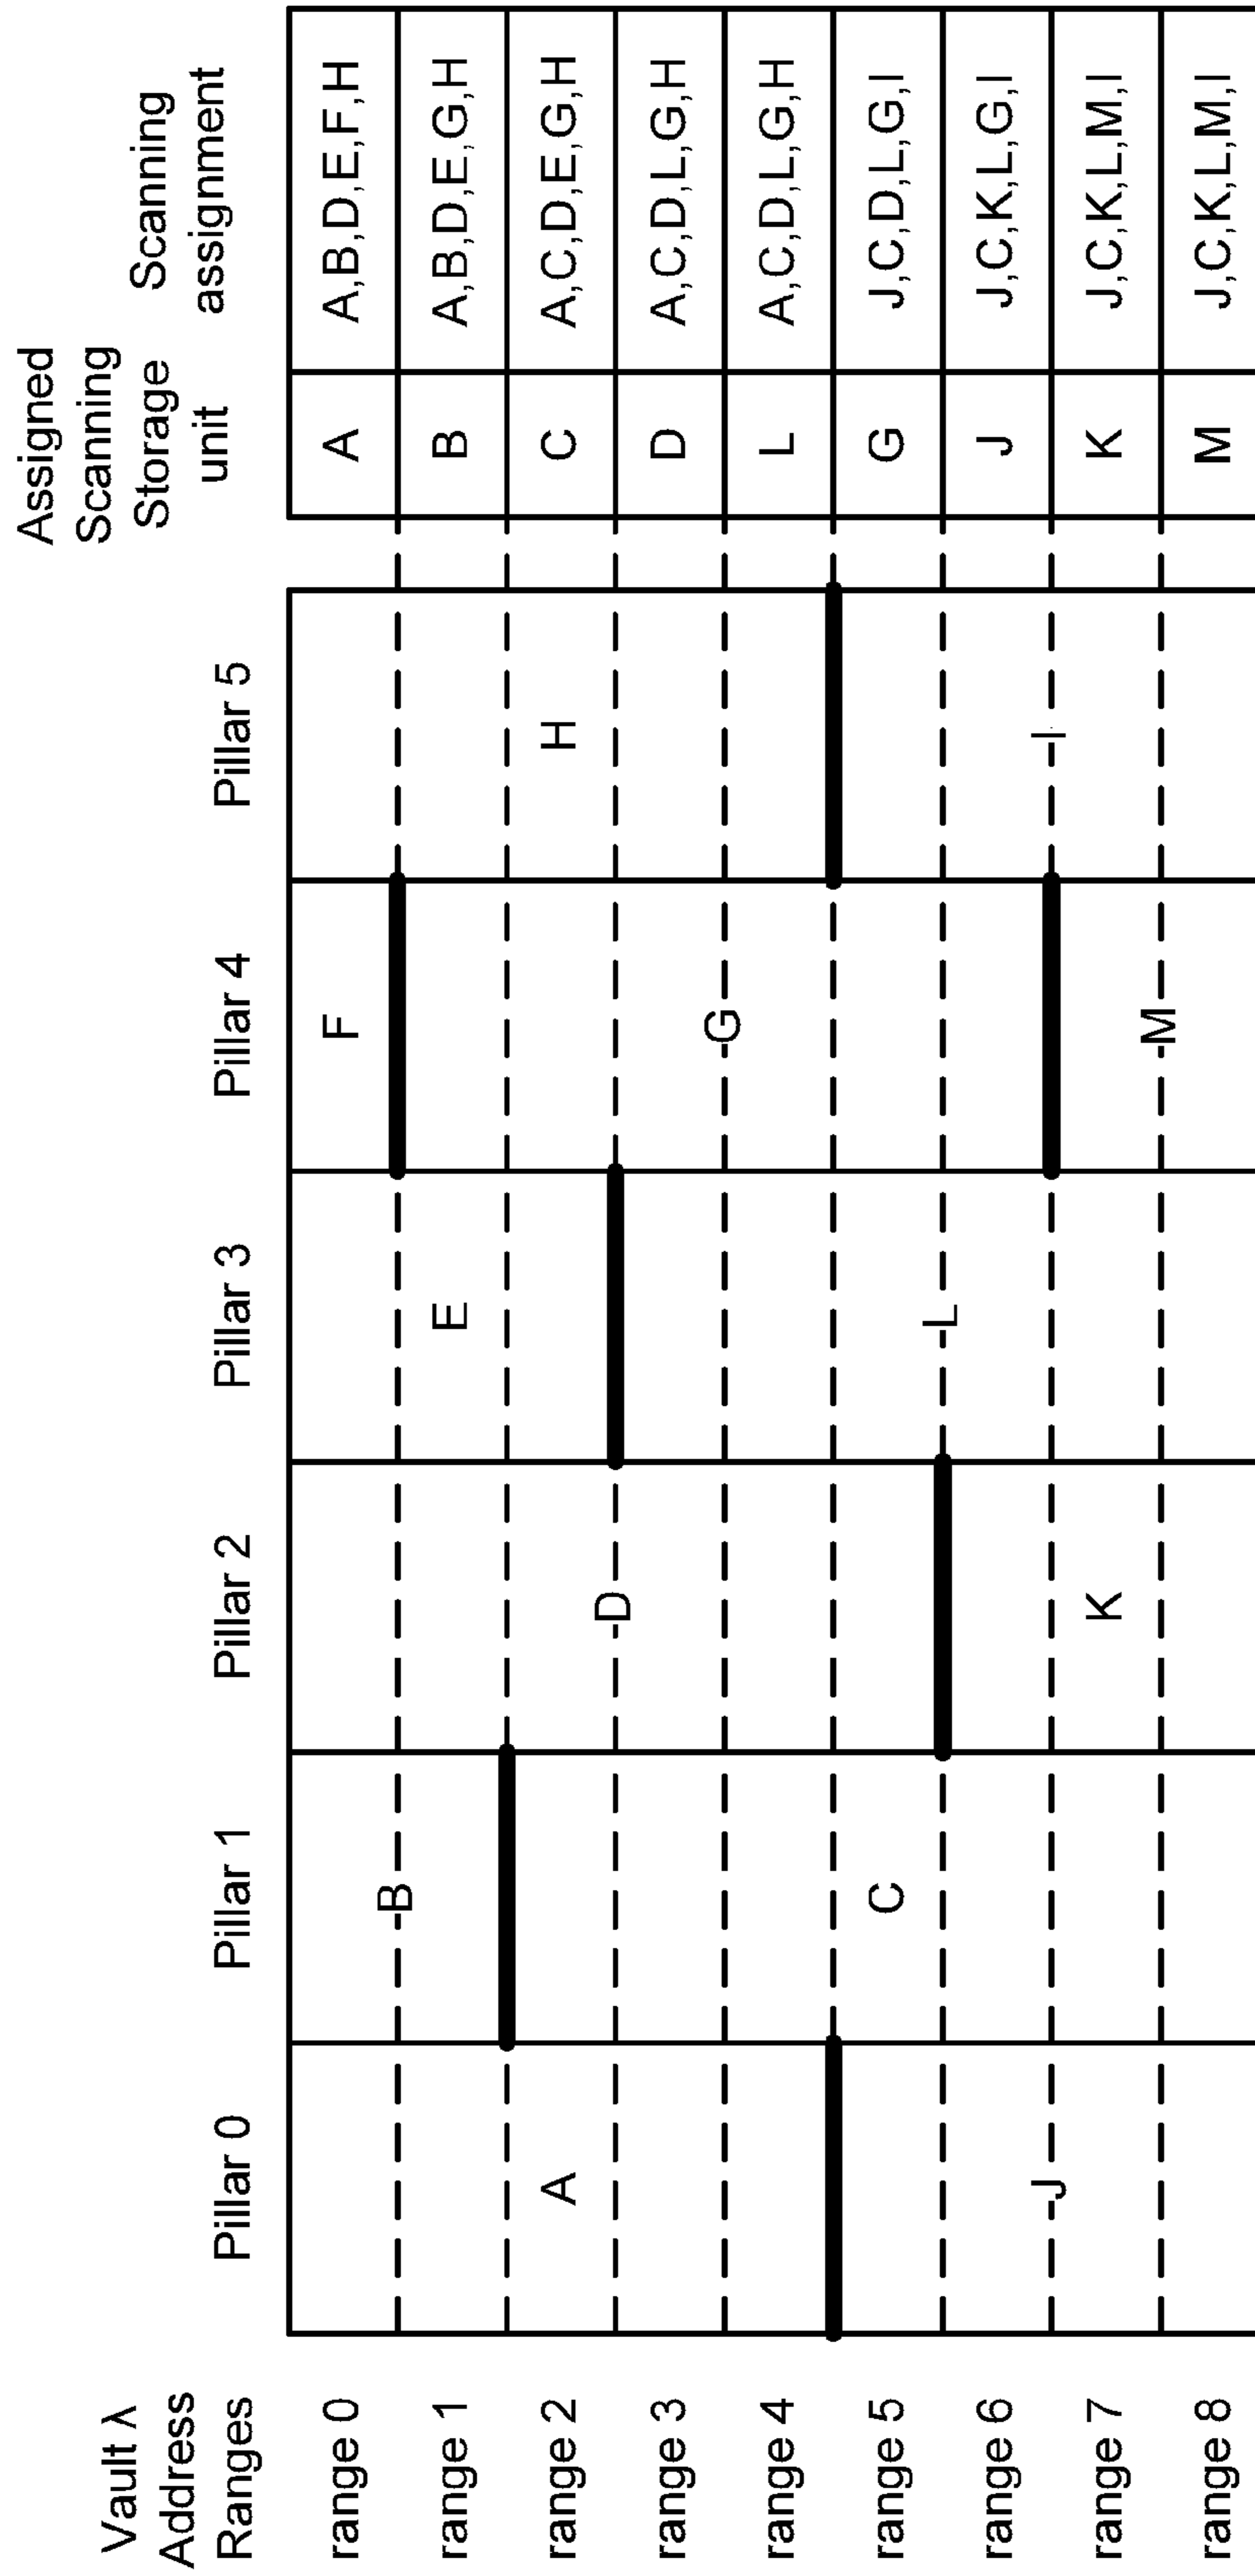 Vault λ
Address
Ranges
Pillar 0
Pillar 1
Pillar 2
Pillar 3
Pillar 4
Pillar 5
Assigned
Scanning
Storage
unit
Scanning
assignment
range 0
F
A
A,B,D,E,F,H
B
range 1
E
B
A,B,D,E,G,H
range 2
A
H
C
A,C,D,E,G,H
D
range 3
D
A,C,D,L,G,H
G
range 4
L
A,C,D,L,G,H
range 5
C
G
J,C,D,L,G,I
L
range 6
J
J,C,K,L,G,I
J
I
range 7
K
K
J,C,K,L,M,I
M
range 8
M
J,C,K,L,M,I